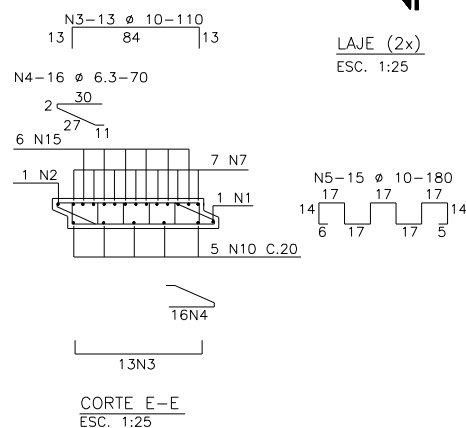 N3-13 ø 10-110
13 84 13
LAJE (2x)
ESC. 1:25
N4-16 ø 6.3-70
30
2
27 11
6 N15
7 N7
1 N2
1 N1
N5-15 ø 10-180
17 17 17
14 14
6 17 17 5
5 N10 C.20
16N4
13N3
CORTE E-E
ESC. 1:25